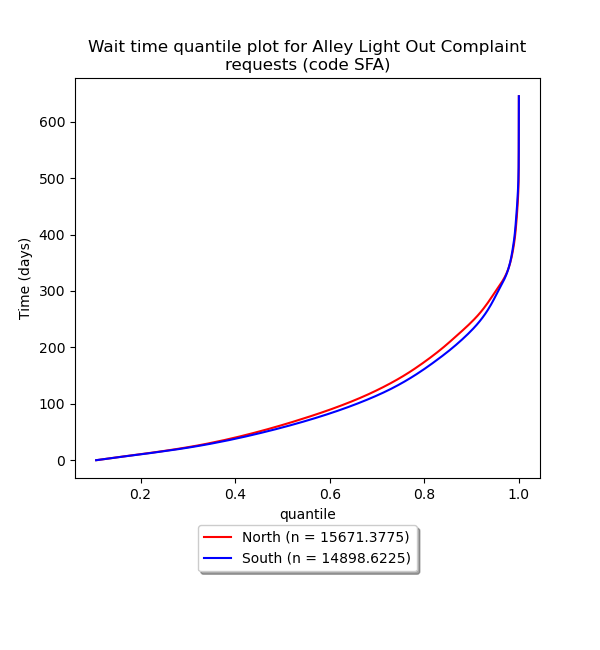 Wait time quantile plot for Alley Light Out Complaint
requests (code SFA)
600
500
400
300
200
100
0
Time (days)
0.2 0.4 0.6 0.8 1.0
quantile
North (n = 15671.3775)
South (n = 14898.6225)